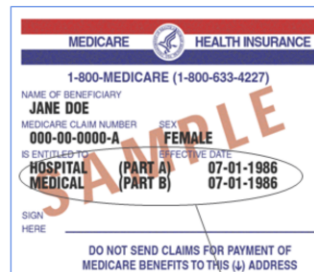 MEDICARE HEALTH INSURANCE
1-800-MEDICARE (1-800-633-4227)
NAME OF BENEFICIARY
JANE DOE
MEDICARE CLAIM NUMBER SEX
000-00-0000-A FEMALE
IS ENTITLED TO EFFECTIVE DATE
HOSPITAL (PART A) 07-01-1986
MEDICAL (PART B) 07-01-1986
SAMPLE
SIGN
HERE
DO NOT SEND CLAIMS FOR PAYMENT OF
MEDICARE BENEFITS TO THIS (↓) ADDRESS